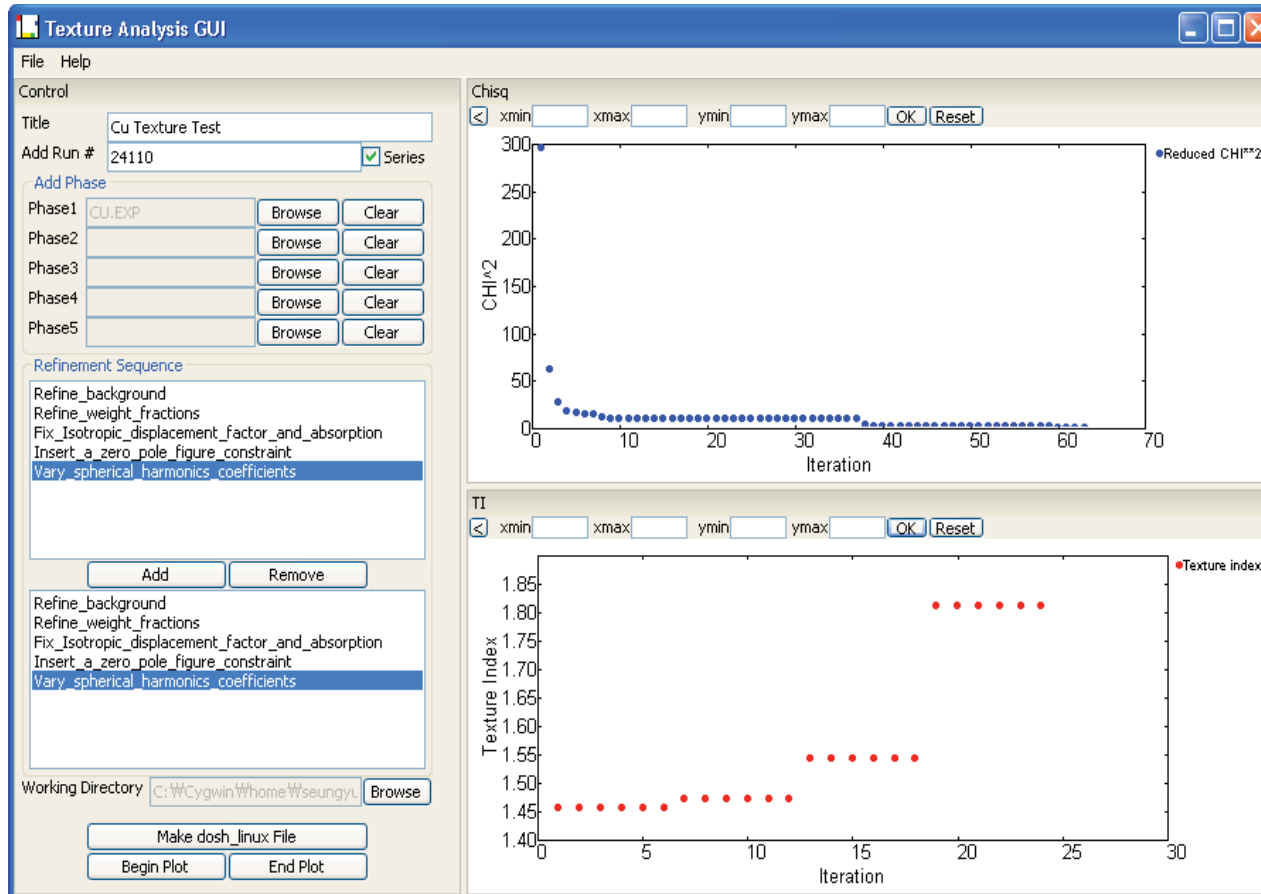 Texture Analysis GUI
File Help
Control
Title Cu Texture Test
Add Run # 24110 Series
Add Phase
Phase1 CU.EXP Browse Clear
Phase2 Browse Clear
Phase3 Browse Clear
Phase4 Browse Clear
Phase5 Browse Clear
Refinement Sequence
Refine_background
Refine_weight_fractions
Fix_Isotropic_displacement_factor_and_absorption
Insert_a_zero_pole_figure_constraint
Vary_spherical_harmonics_coefficients
Add Remove
Refine_background
Refine_weight_fractions
Fix_Isotropic_displacement_factor_and_absorption
Insert_a_zero_pole_figure_constraint
Vary_spherical_harmonics_coefficients
Working Directory C:₩Cygwin₩home₩seungyu Browse
Make dosh_linux File
Begin Plot End Plot
Chisq
< xmin xmax ymin ymax OK Reset
300
250
200
150
100
50
0
CHI^2
0 10 20 30 40 50 60 70
Iteration
Reduced CHI**2
TI
< xmin xmax ymin ymax OK Reset
1.85
1.80
1.75
1.70
1.65
1.60
1.55
1.50
1.45
1.40
Texture Index
0 5 10 15 20 25 30
Iteration
Texture index